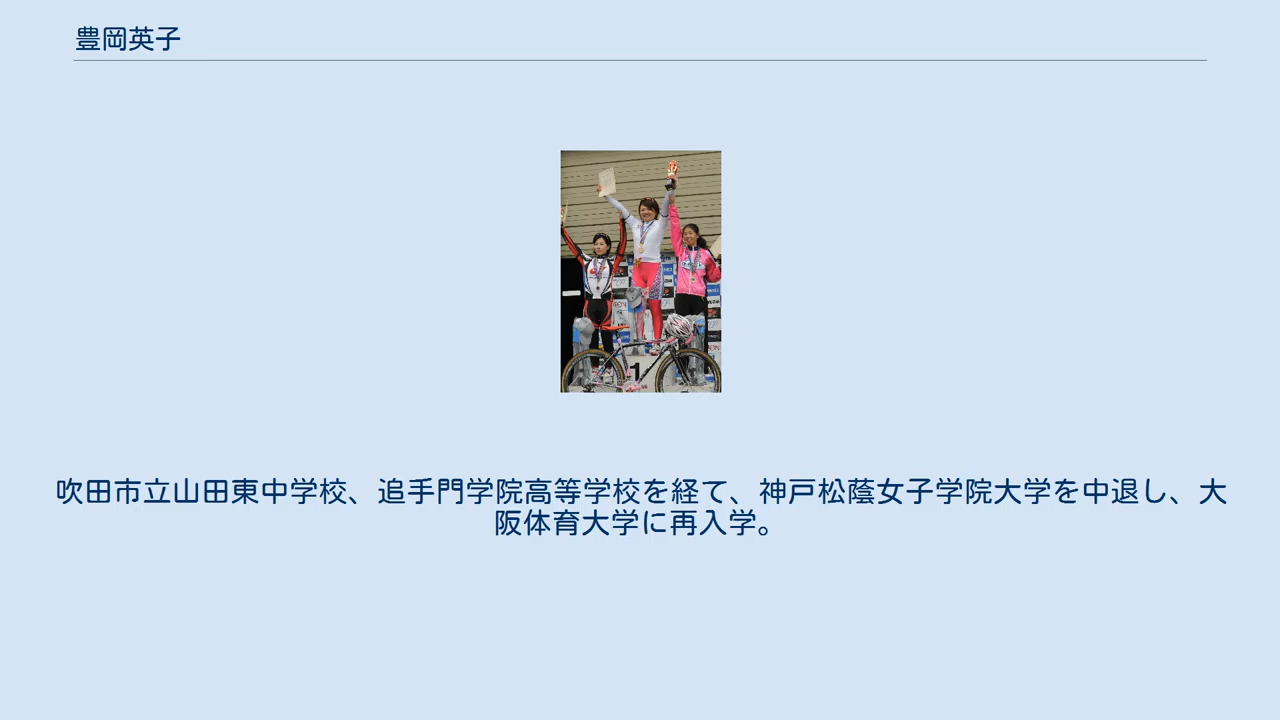 豊岡英子
1
吹田市立山田東中学校、追手門学院高等学校を経て、神戸松蔭女子学院大学を中退し、大
阪体育大学に再入学。